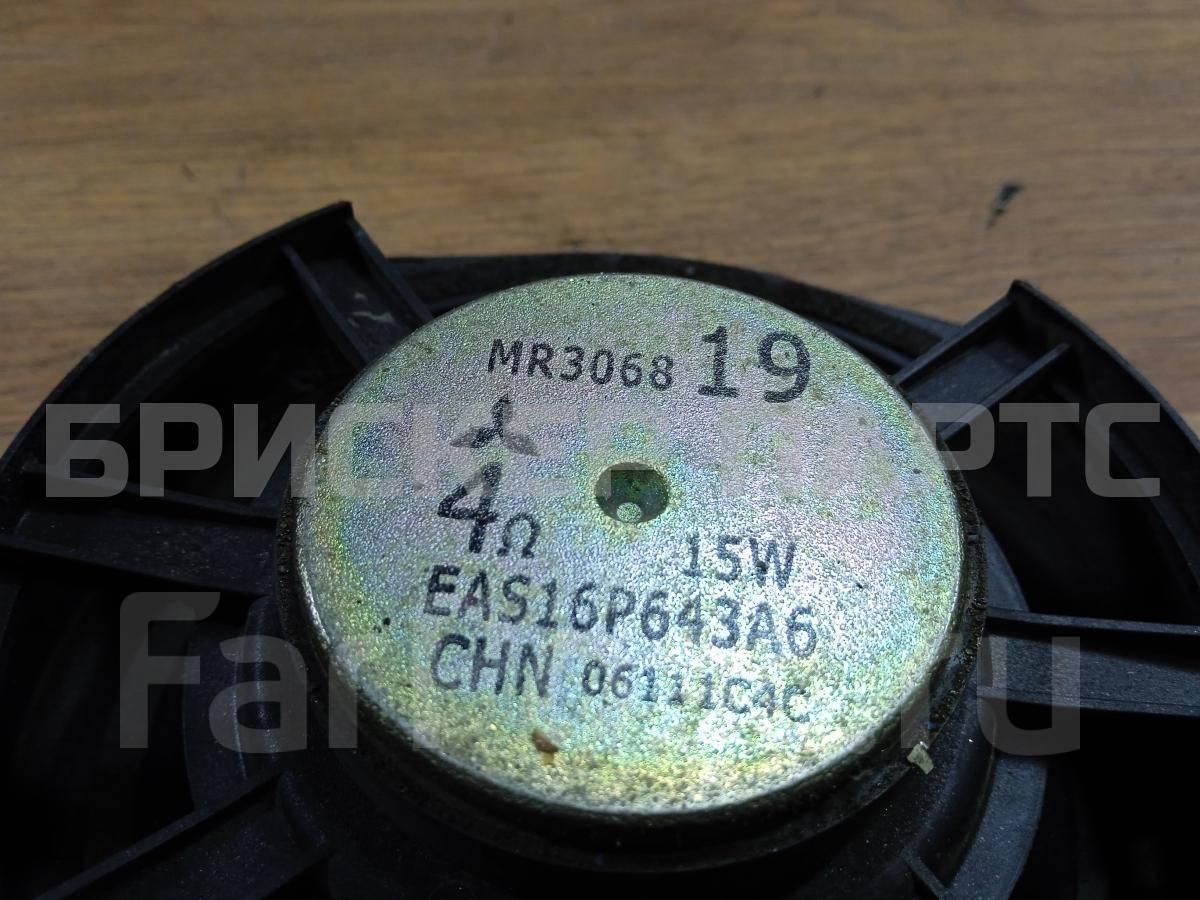 MR3068 19
4Ω
15W
EAS16P643A6
CHN 06111C4C